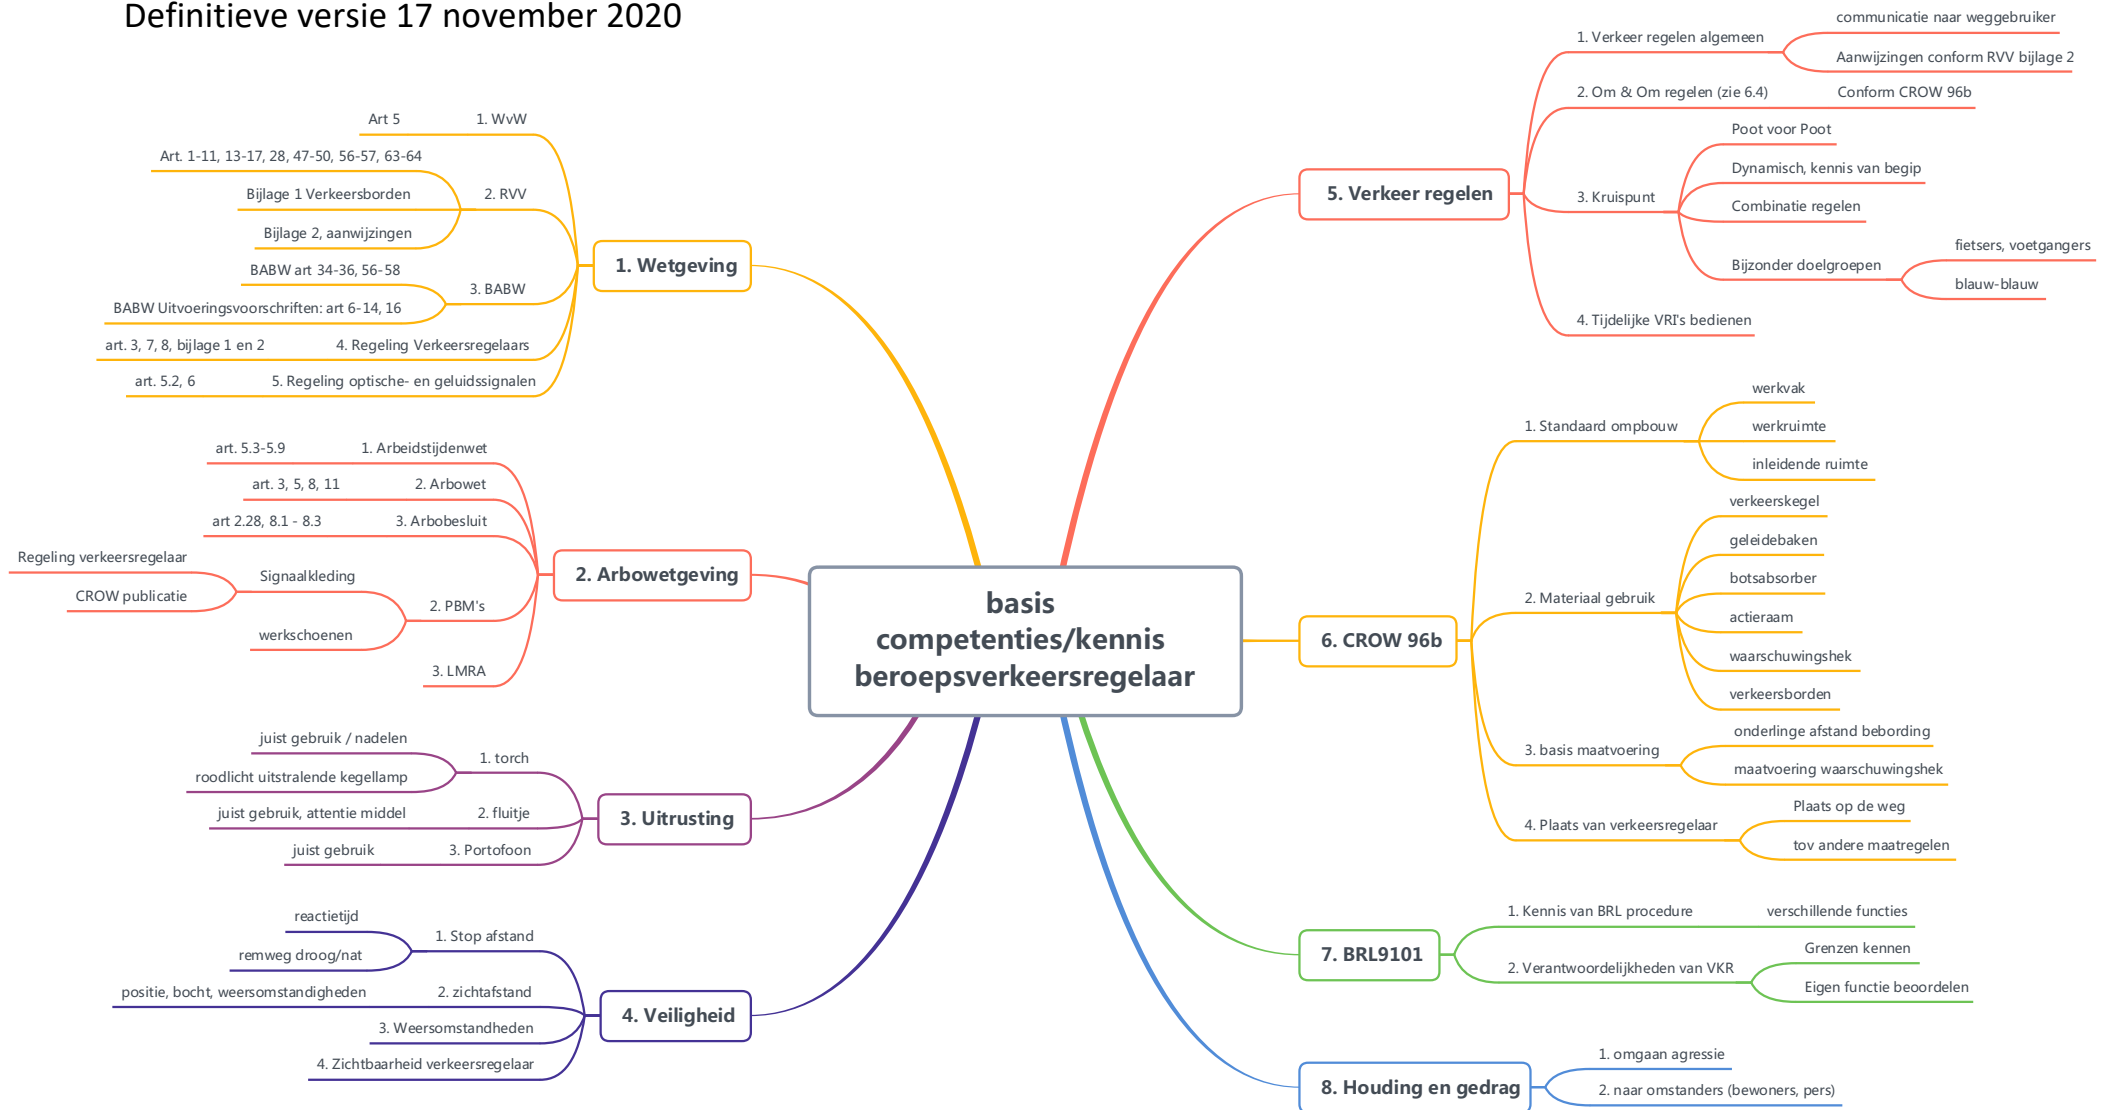 Definitieve versie 17 november 2020
basis
competenties/kennis
beroepsverkeersregelaar
1. Wetgeving
1. WvW
Art 5
2. RVV
Art. 1-11, 13-17, 28, 47-50, 56-57, 63-64
Bijlage 1 Verkeersborden
Bijlage 2, aanwijzingen
3. BABW
BABW art 34-36, 56-58
BABW Uitvoeringsvoorschriften: art 6-14, 16
4. Regeling Verkeersregelaars
art. 3, 7, 8, bijlage 1 en 2
5. Regeling optische- en geluidssignalen
art. 5.2, 6
2. Arbowetgeving
1. Arbeidstijdenwet
art. 5.3-5.9
2. Arbowet
art. 3, 5, 8, 11
3. Arbobesluit
art 2.28, 8.1 - 8.3
2. PBM's
Signaalkleding
Regeling verkeersregelaar
CROW publicatie
werkschoenen
3. LMRA
3. Uitrusting
1. torch
juist gebruik / nadelen
roodlicht uitstralende kegellamp
2. fluitje
juist gebruik, attentie middel
3. Portofoon
juist gebruik
4. Veiligheid
1. Stop afstand
reactietijd
remweg droog/nat
2. zichtafstand
positie, bocht, weersomstandigheden
3. Weersomstandheden
4. Zichtbaarheid verkeersregelaar
5. Verkeer regelen
1. Verkeer regelen algemeen
communicatie naar weggebruiker
Aanwijzingen conform RVV bijlage 2
2. Om & Om regelen (zie 6.4)
Conform CROW 96b
3. Kruispunt
Poot voor Poot
Dynamisch, kennis van begip
Combinatie regelen
Bijzonder doelgroepen
fietsers, voetgangers
blauw-blauw
4. Tijdelijke VRI's bedienen
6. CROW 96b
1. Standaard ompbouw
werkvak
werkruimte
inleidende ruimte
2. Materiaal gebruik
verkeerskegel
geleidebaken
botsabsorber
actieraam
waarschuwingshek
verkeersborden
3. basis maatvoering
onderlinge afstand bebording
maatvoering waarschuwingshek
4. Plaats van verkeersregelaar
Plaats op de weg
tov andere maatregelen
7. BRL9101
1. Kennis van BRL procedure
verschillende functies
2. Verantwoordelijkheden van VKR
Grenzen kennen
Eigen functie beoordelen
8. Houding en gedrag
1. omgaan agressie
2. naar omstanders (bewoners, pers)